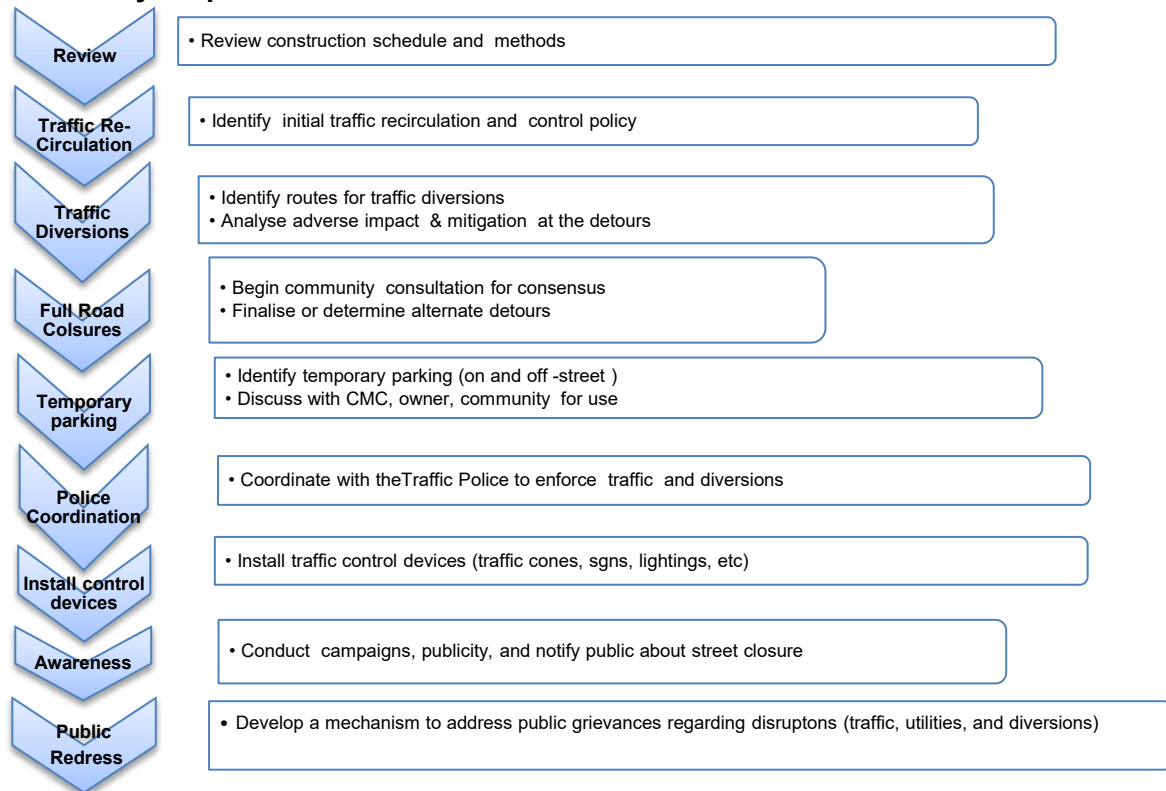 Review
• Review construction schedule and methods
Traffic Re-
Circulation
• Identify initial traffic recirculation and control policy
Traffic
Diversions
• Identify routes for traffic diversions
• Analyse adverse impact & mitigation at the detours
Full Road
Colsures
• Begin community consultation for consensus
• Finalise or determine alternate detours
Temporary
parking
• Identify temporary parking (on and off -street )
• Discuss with CMC, owner, community for use
Police
Coordination
• Coordinate with theTraffic Police to enforce traffic and diversions
Install control
devices
• Install traffic control devices (traffic cones, sgns, lightings, etc)
Awareness
• Conduct campaigns, publicity, and notify public about street closure
Public
Redress
• Develop a mechanism to address public grievances regarding disruptons (traffic, utilities, and diversions)